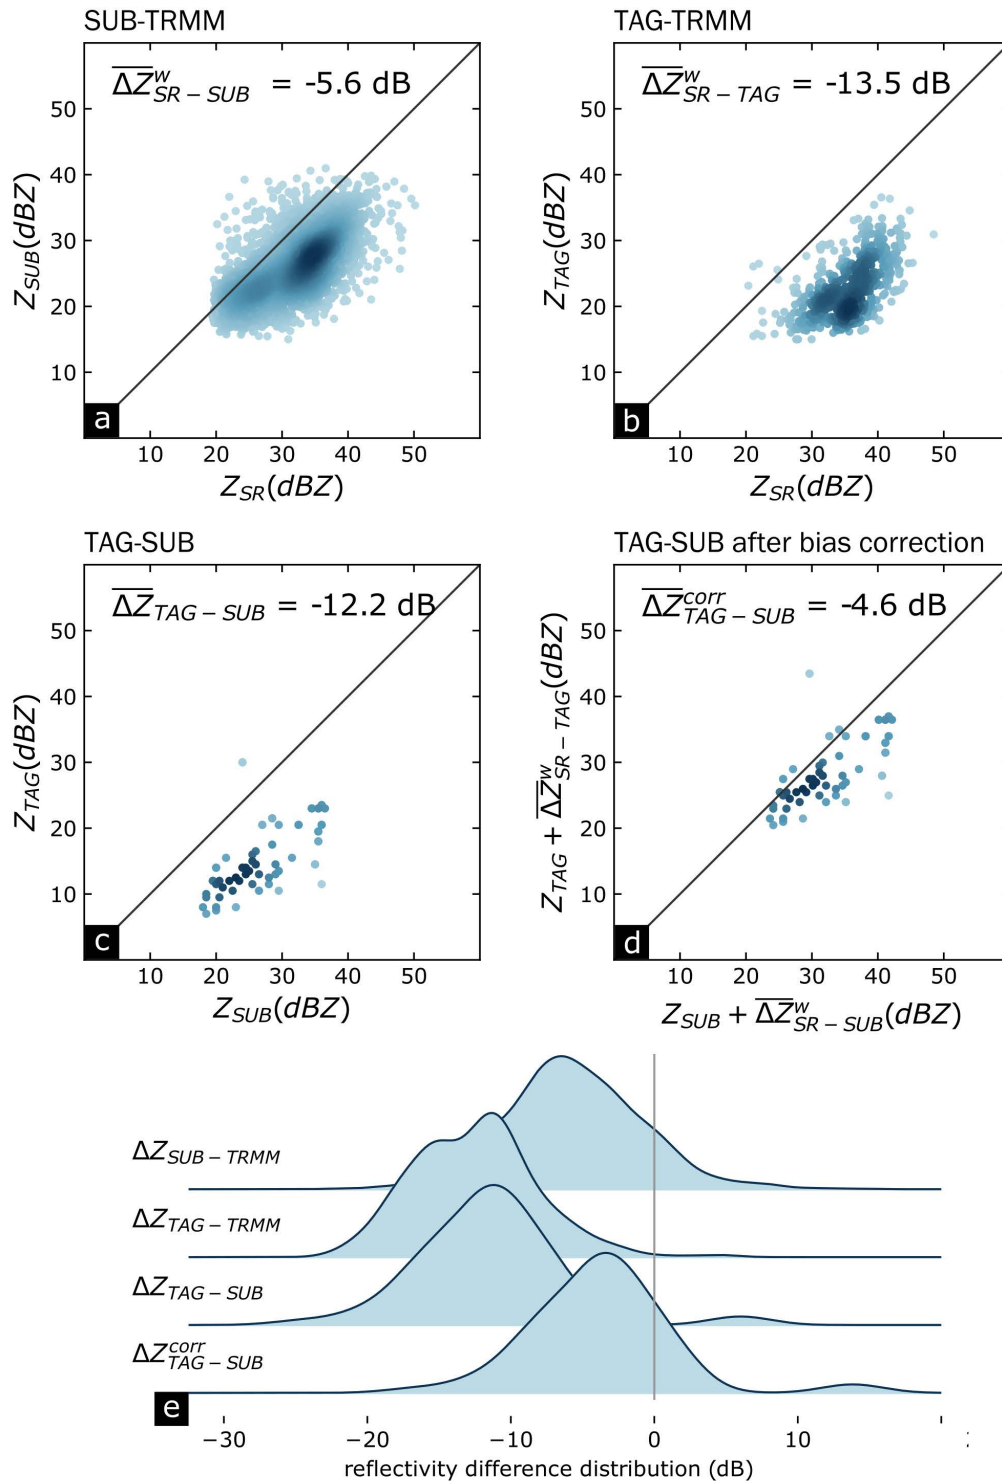 SUB-TRMM
TAG-TRMM
ΔZ^w_SR−SUB = -5.6 dB
ΔZ^w_SR−TAG = -13.5 dB
50
40
30
20
10
Z_SUB(dBZ)
a
10 20 30 40 50
Z_SR(dBZ)
50
40
30
20
10
Z_TAG(dBZ)
b
10 20 30 40 50
Z_SR(dBZ)
TAG-SUB
TAG-SUB after bias correction
ΔZ_TAG−SUB = -12.2 dB
ΔZ^corr_TAG−SUB = -4.6 dB
50
40
30
20
10
Z_TAG(dBZ)
c
10 20 30 40 50
Z_SUB(dBZ)
50
40
30
20
10
Z_TAG + ΔZ^w_SR−TAG(dBZ)
d
10 20 30 40 50
Z_SUB + ΔZ^w_SR−SUB(dBZ)
ΔZ_SUB−TRMM
ΔZ_TAG−TRMM
ΔZ_TAG−SUB
ΔZ^corr_TAG−SUB
e
−30 −20 −10 0 10
reflectivity difference distribution (dB)